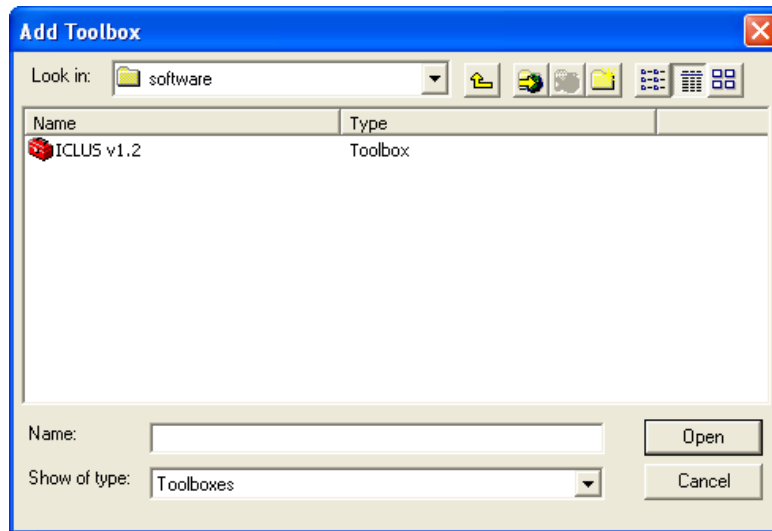 Add Toolbox
Look in: software
Name Type
ICLUS v1.2 Toolbox
Name: Open
Show of type: Toolboxes Cancel